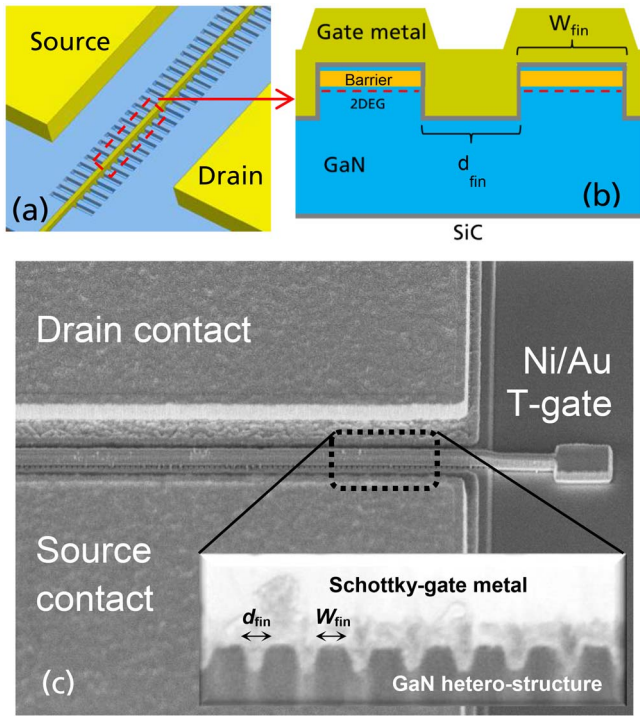 Source
Drain
(a)
Gate metal
Wfin
Barrier
2DEG
GaN
dfin
(b)
SiC
Drain contact
Ni/Au
T-gate
Source
contact
Schottky-gate metal
dfin
Wfin
GaN hetero-structure
(c)